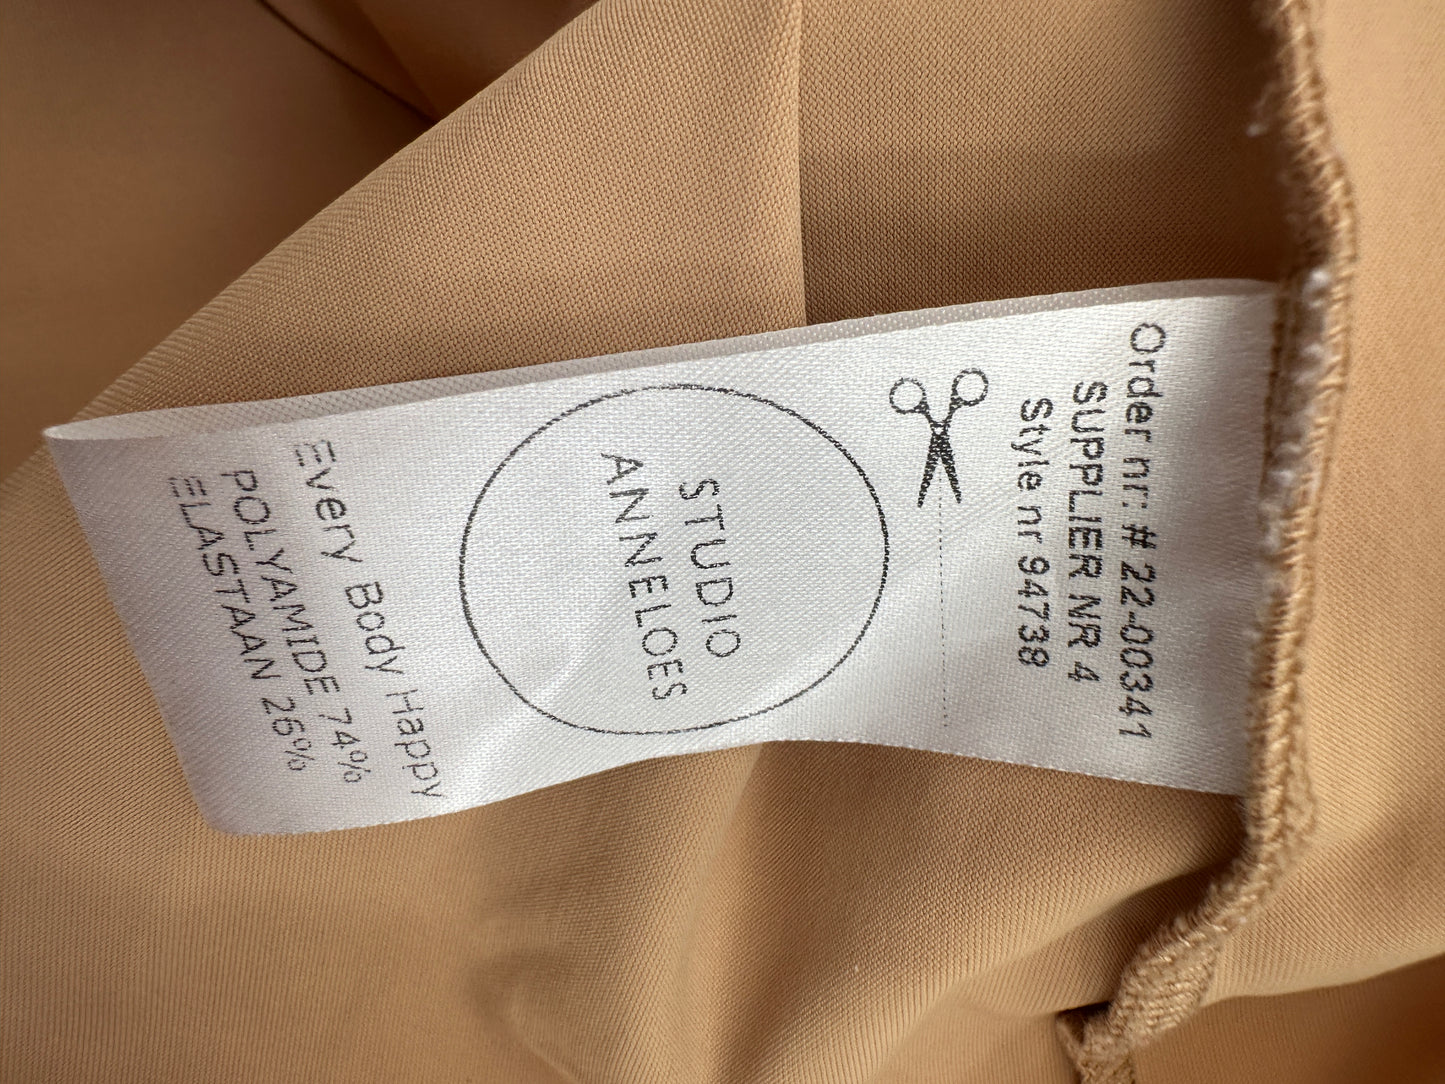 Order nr: # 22-00341
SUPPLIER NR 4
Style nr 94738
STUDIO
ANNELOES
Every Body Happy
POLYAMIDE 74%
ELASTAAN 26%